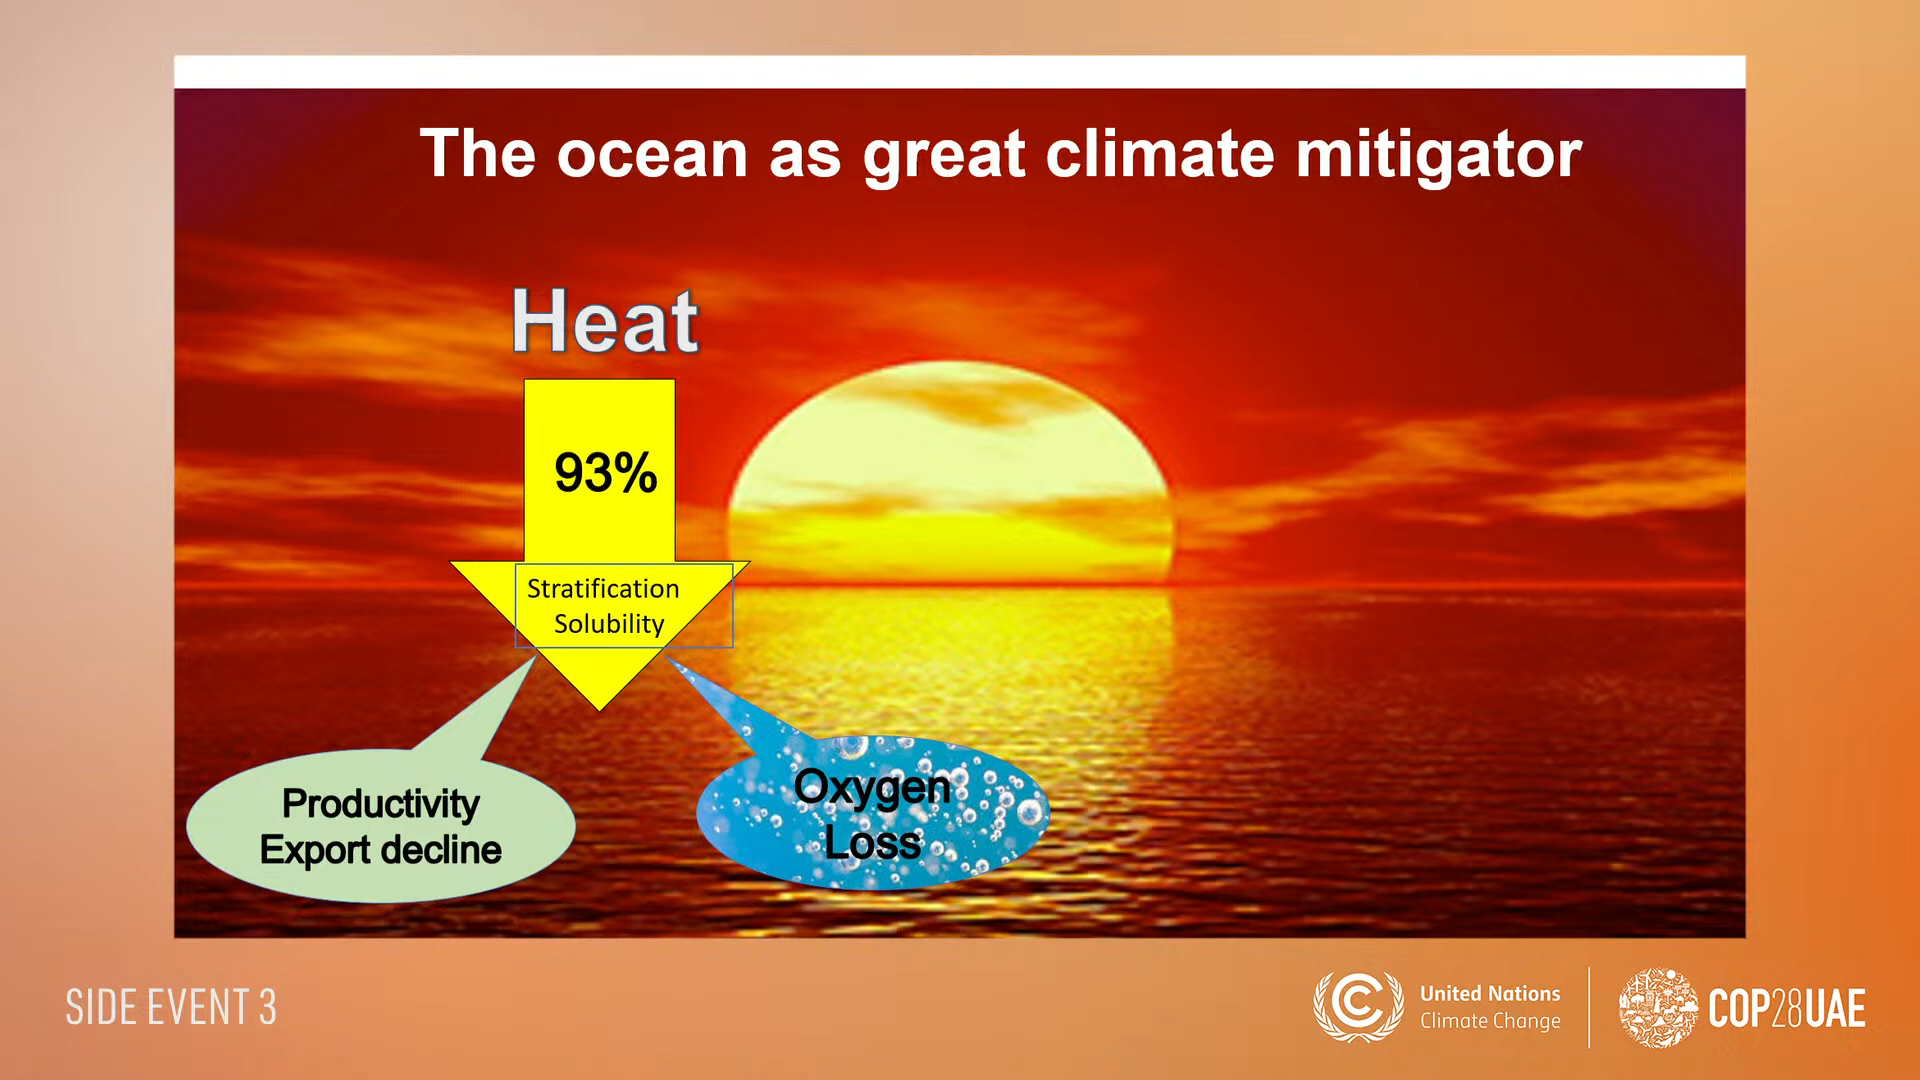 The ocean as great climate mitigator
Heat
93%
Stratification
Solubility
Productivity
Export decline
Oxygen
Loss
SIDE EVENT 3
United Nations
Climate Change
COP28UAE